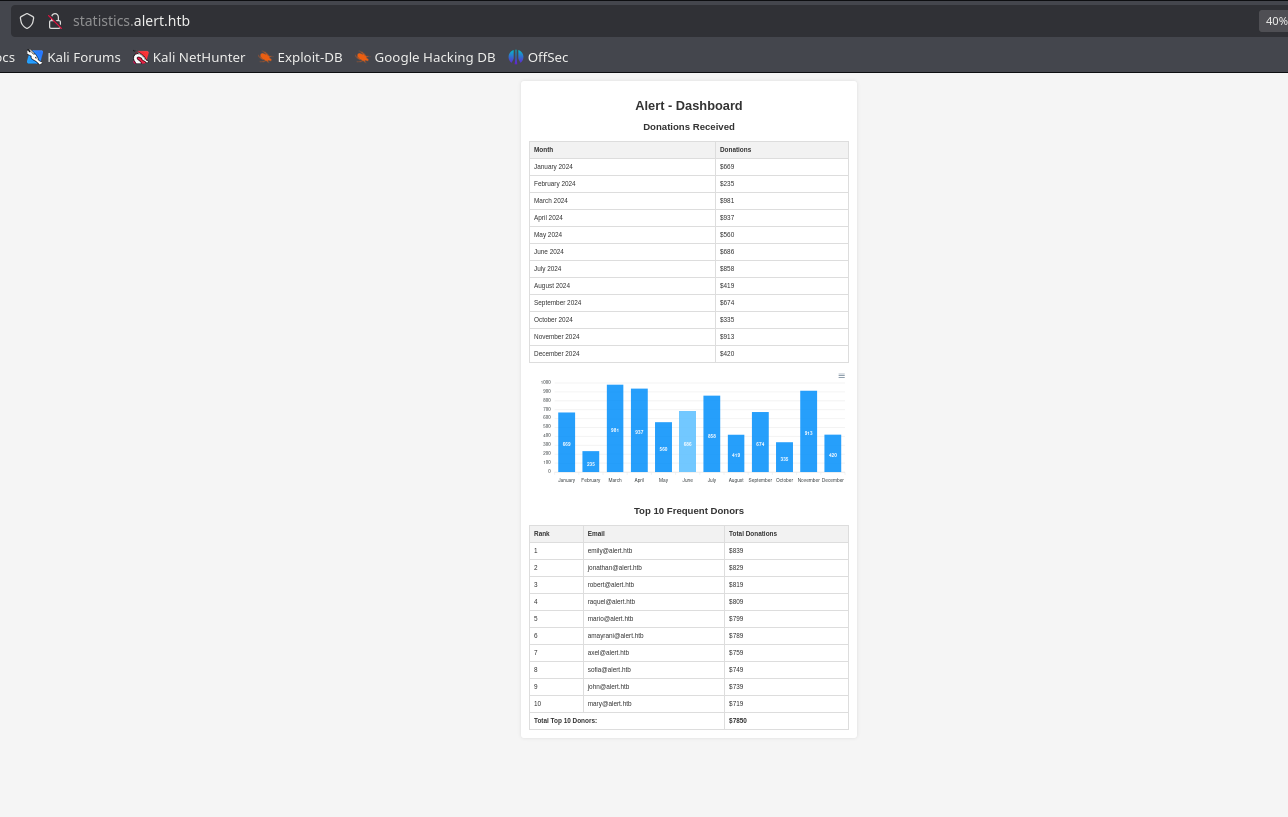 statistics.alert.htb 40%
ocs Kali Forums Kali NetHunter Exploit-DB Google Hacking DB OffSec
Alert - Dashboard
Donations Received
Month Donations
January 2024 $669
February 2024 $235
March 2024 $981
April 2024 $937
May 2024 $560
June 2024 $686
July 2024 $858
August 2024 $419
September 2024 $674
October 2024 $335
November 2024 $913
December 2024 $420
1000
900
800
700
600
500
400
300
200
100
0
669 235 981 937 560 686 858 419 674 335 913 420
January February March April May June July August September October November December
Top 10 Frequent Donors
Rank Email Total Donations
1 emily@alert.htb $839
2 jonathan@alert.htb $829
3 robert@alert.htb $819
4 raquel@alert.htb $809
5 mario@alert.htb $799
6 amayrani@alert.htb $789
7 axel@alert.htb $759
8 sofia@alert.htb $749
9 john@alert.htb $739
10 mary@alert.htb $719
Total Top 10 Donors: $7850